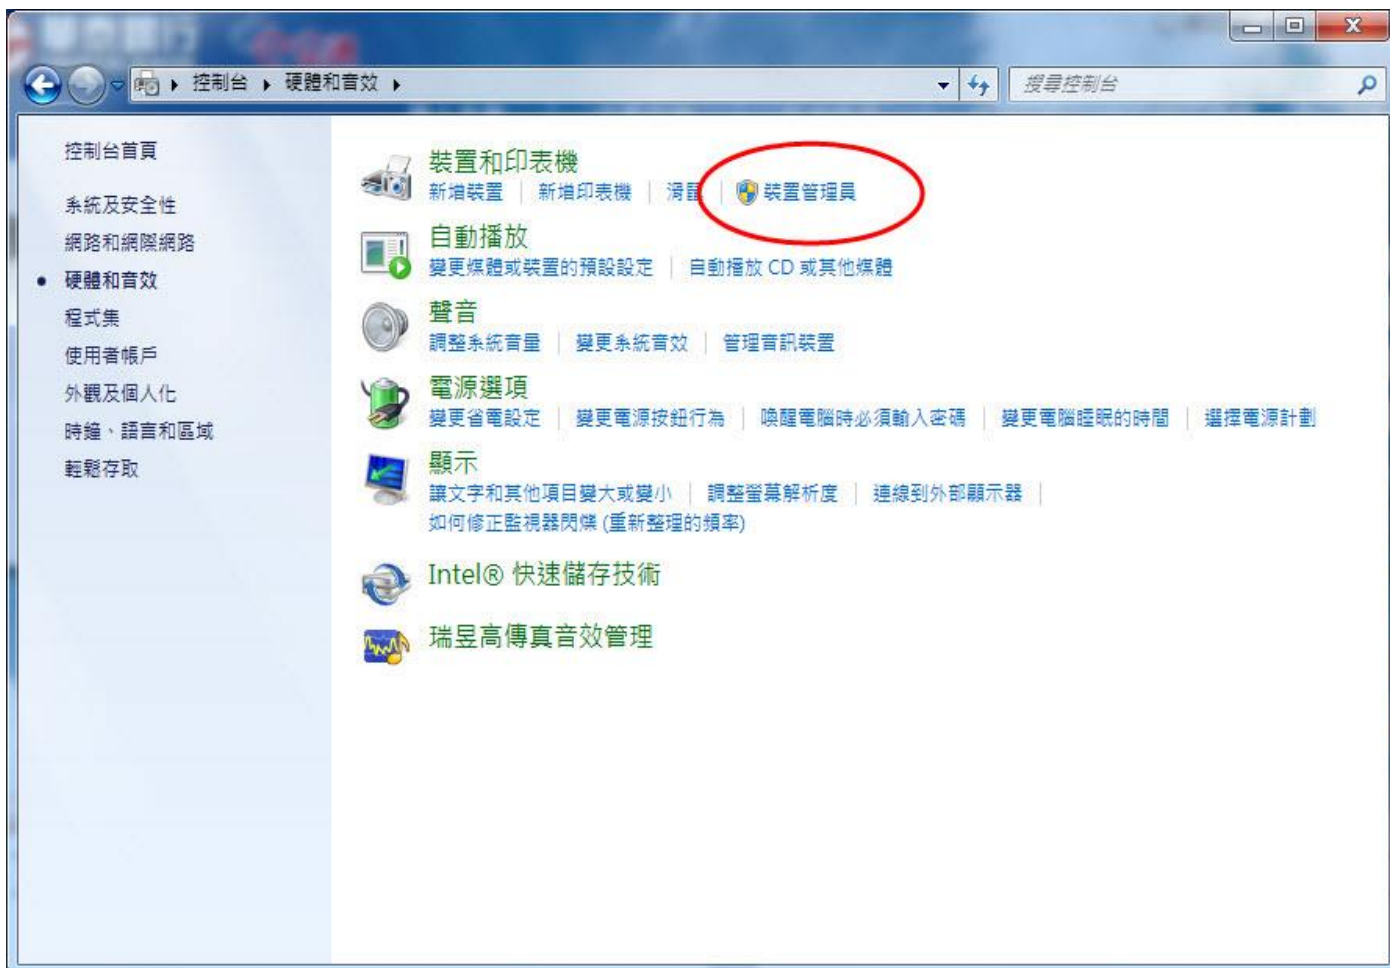 控制台 ▸ 硬體和音效 ▸
搜尋控制台
控制台首頁
系統及安全性
網路和網際網路
硬體和音效
程式集
使用者帳戶
外觀及個人化
時鐘、語言和區域
輕鬆存取
裝置和印表機
新增裝置 | 新增印表機 | 滑鼠 | 裝置管理員
自動播放
變更媒體或裝置的預設設定 | 自動播放 CD 或其他媒體
聲音
調整系統音量 | 變更系統音效 | 管理音訊裝置
電源選項
變更省電設定 | 變更電源按鈕行為 | 喚醒電腦時必須輸入密碼 | 變更電腦睡眠的時間 | 選擇電源計劃
顯示
讓文字和其他項目變大或變小 | 調整螢幕解析度 | 連線到外部顯示器 |
如何修正監視器閃爍 (重新整理的頻率)
Intel® 快速儲存技術
瑞昱高傳真音效管理